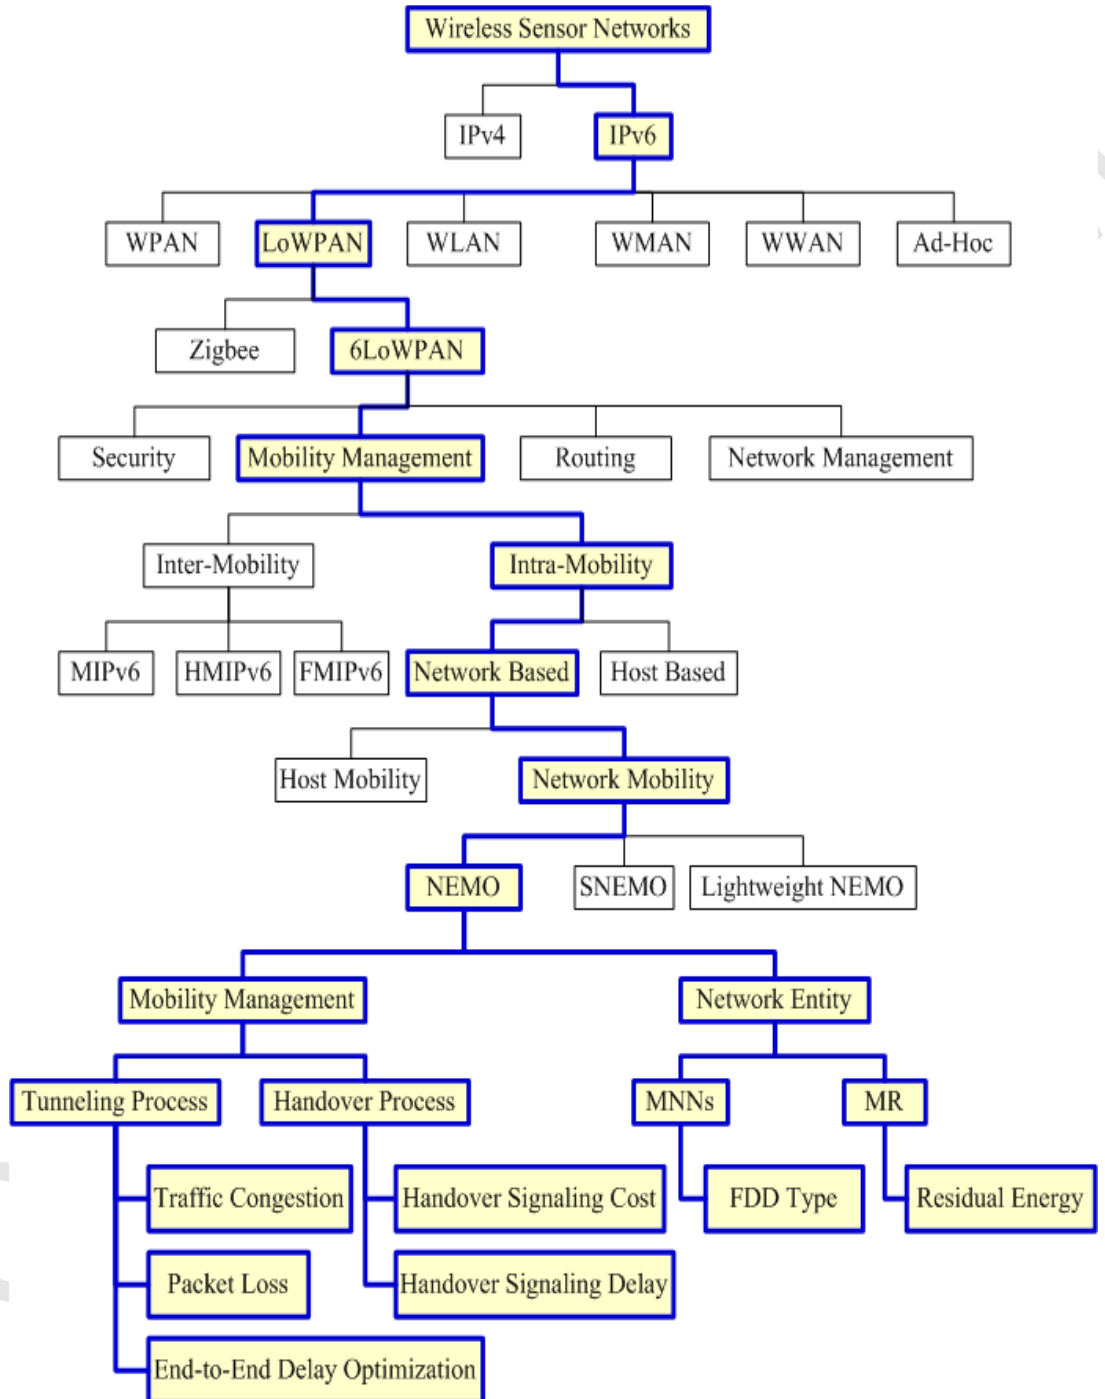 Wireless Sensor Networks
IPv4
IPv6
WPAN
LoWPAN
WLAN
WMAN
WWAN
Ad-Hoc
Zigbee
6LoWPAN
Security
Mobility Management
Routing
Network Management
Inter-Mobility
Intra-Mobility
MIPv6
HMIPv6
FMIPv6
Network Based
Host Based
Host Mobility
Network Mobility
NEMO
SNEMO
Lightweight NEMO
Mobility Management
Network Entity
Tunneling Process
Handover Process
MNNs
MR
Traffic Congestion
Handover Signaling Cost
FDD Type
Residual Energy
Packet Loss
Handover Signaling Delay
End-to-End Delay Optimization